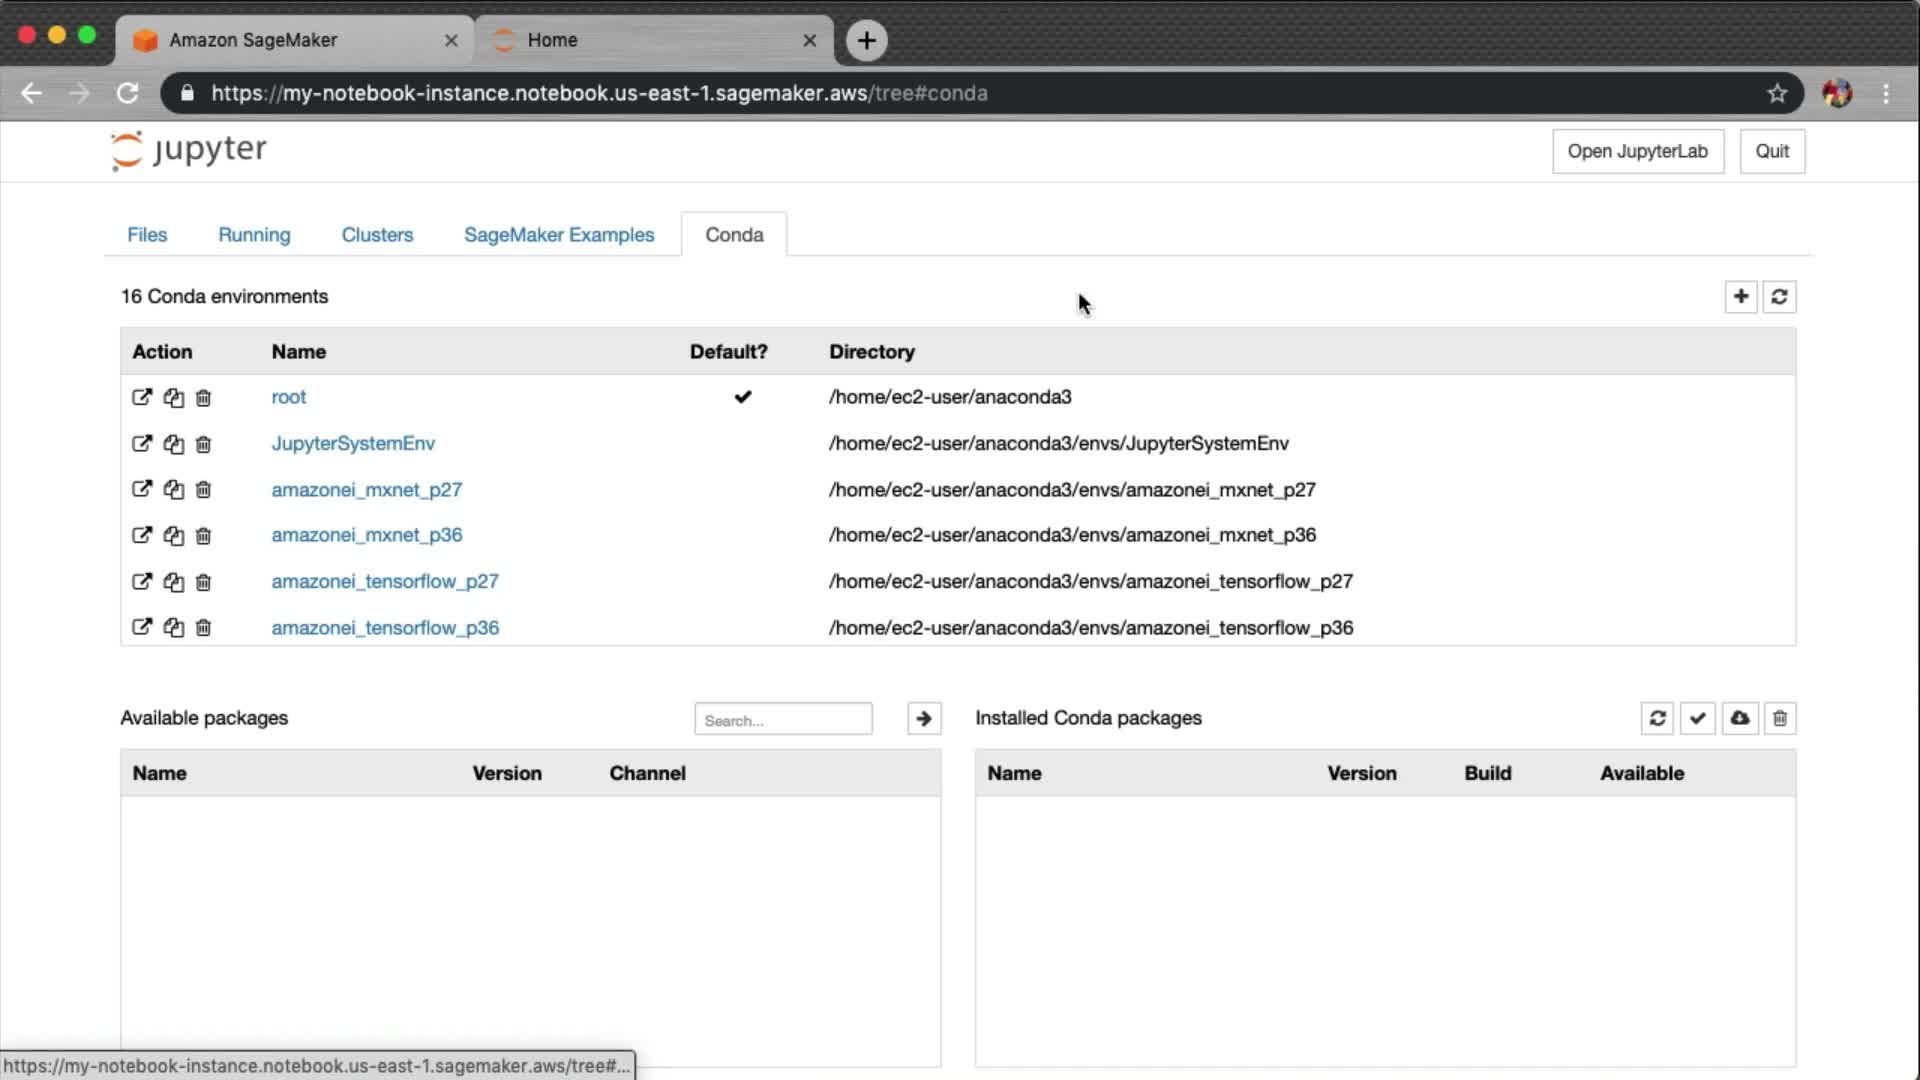 Amazon SageMaker
Home
https://my-notebook-instance.notebook.us-east-1.sagemaker.aws/tree#conda
jupyter
Open JupyterLab Quit
Files Running Clusters SageMaker Examples Conda
16 Conda environments
Action Name Default? Directory
root /home/ec2-user/anaconda3
JupyterSystemEnv /home/ec2-user/anaconda3/envs/JupyterSystemEnv
amazonei_mxnet_p27 /home/ec2-user/anaconda3/envs/amazonei_mxnet_p27
amazonei_mxnet_p36 /home/ec2-user/anaconda3/envs/amazonei_mxnet_p36
amazonei_tensorflow_p27 /home/ec2-user/anaconda3/envs/amazonei_tensorflow_p27
amazonei_tensorflow_p36 /home/ec2-user/anaconda3/envs/amazonei_tensorflow_p36
Available packages Search...
Name Version Channel
Installed Conda packages
Name Version Build Available
https://my-notebook-instance.notebook.us-east-1.sagemaker.aws/tree#...